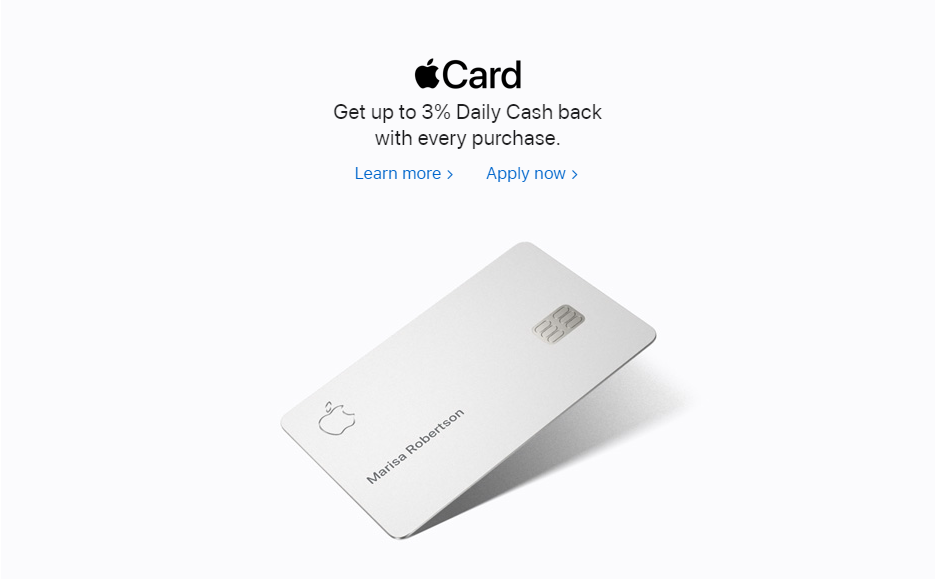 Card
Get up to 3% Daily Cash back
with every purchase.
Learn more >
Apply now >
Marisa Robertson